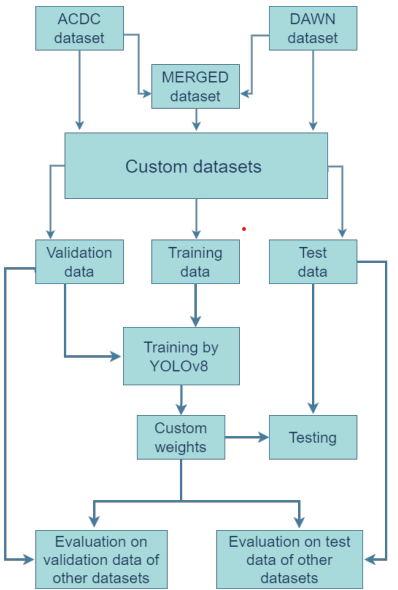 ACDC
dataset
DAWN
dataset
MERGED
dataset
Custom datasets
Validation
data
Training
data
Test
data
Training by
YOLOv8
Custom
weights
Testing
Evaluation on
validation data of
other datasets
Evaluation on test
data of other
datasets